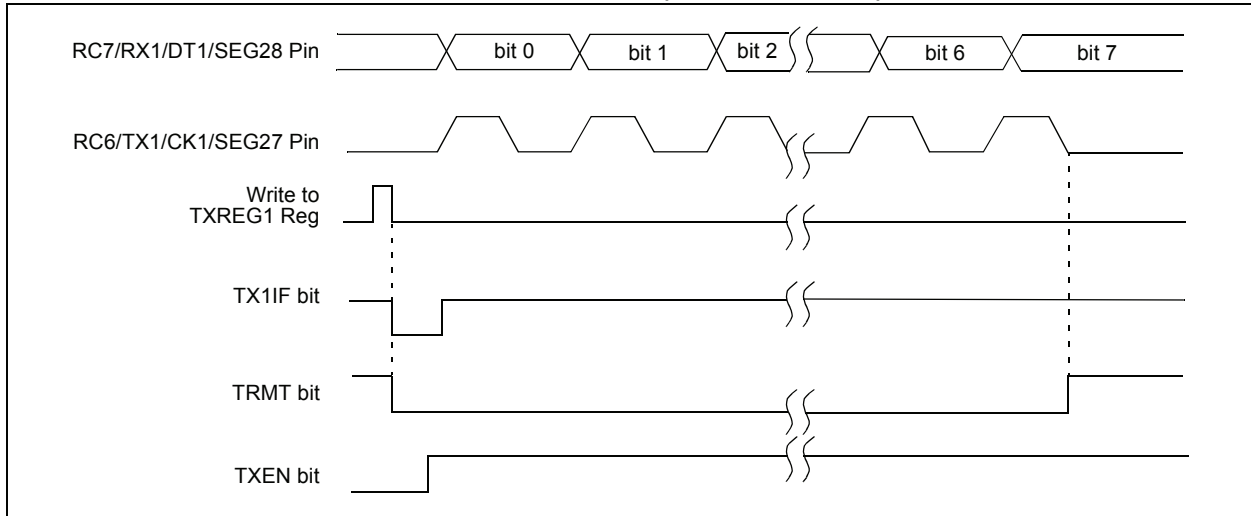 RC7/RX1/DT1/SEG28 Pin
bit 0 bit 1 bit 2 bit 6 bit 7
RC6/TX1/CK1/SEG27 Pin
Write to
TXREG1 Reg
TX1IF bit
TRMT bit
TXEN bit